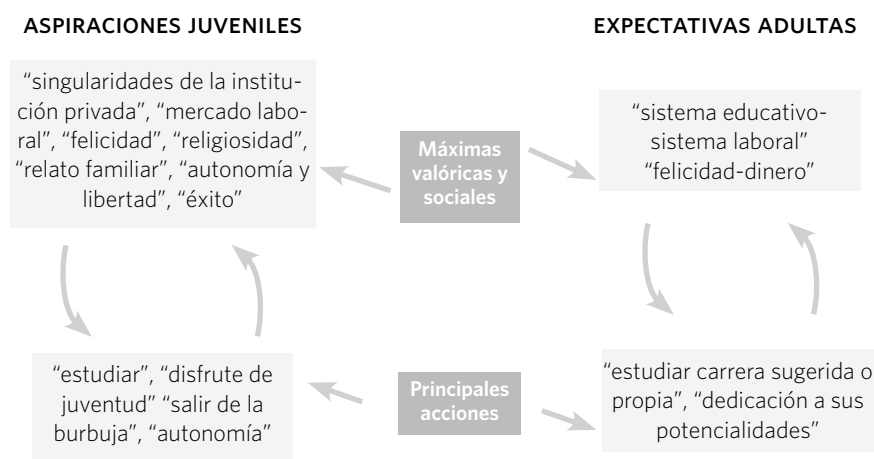 ASPIRACIONES JUVENILES
EXPECTATIVAS ADULTAS
“singularidades de la institu-
ción privada”, “mercado labo-
ral”, “felicidad”, “religiosidad”,
“relato familiar”, “autonomía y
libertad”, “éxito”
Máximas
valóricas y
sociales
“sistema educativo-
sistema laboral”
“felicidad-dinero”
“estudiar”, “disfrute de
juventud” “salir de la
burbuja”, “autonomía”
Principales
acciones
“estudiar carrera sugerida o
propia”, “dedicación a sus
potencialidades”